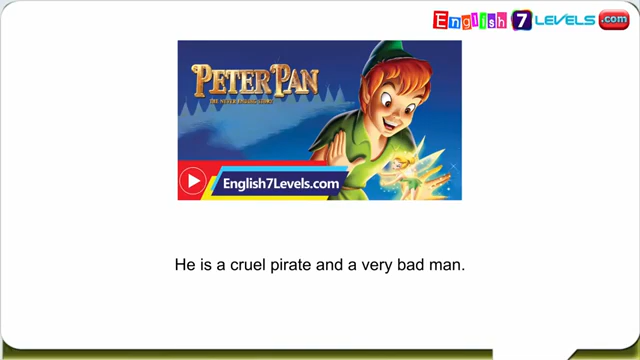 English 7 LEVELS .com
PETER PAN
English7Levels.com
He is a cruel pirate and a very bad man.